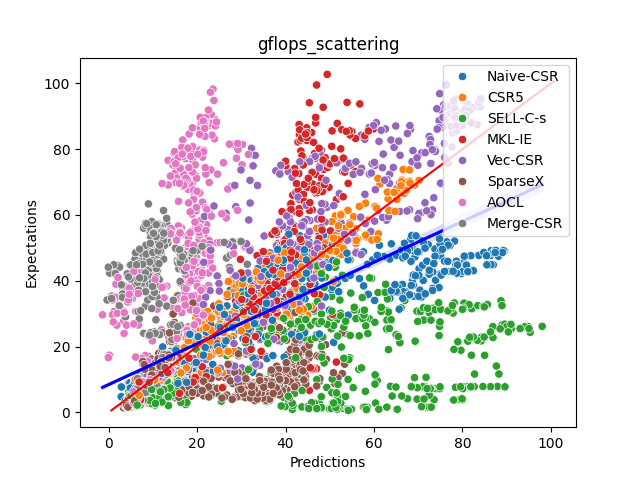 gflops_scattering
Expectations
100
80
60
40
20
0
0 20 40 60 80 100
Predictions
Naive-CSR
CSR5
SELL-C-s
MKL-IE
Vec-CSR
SparseX
AOCL
Merge-CSR